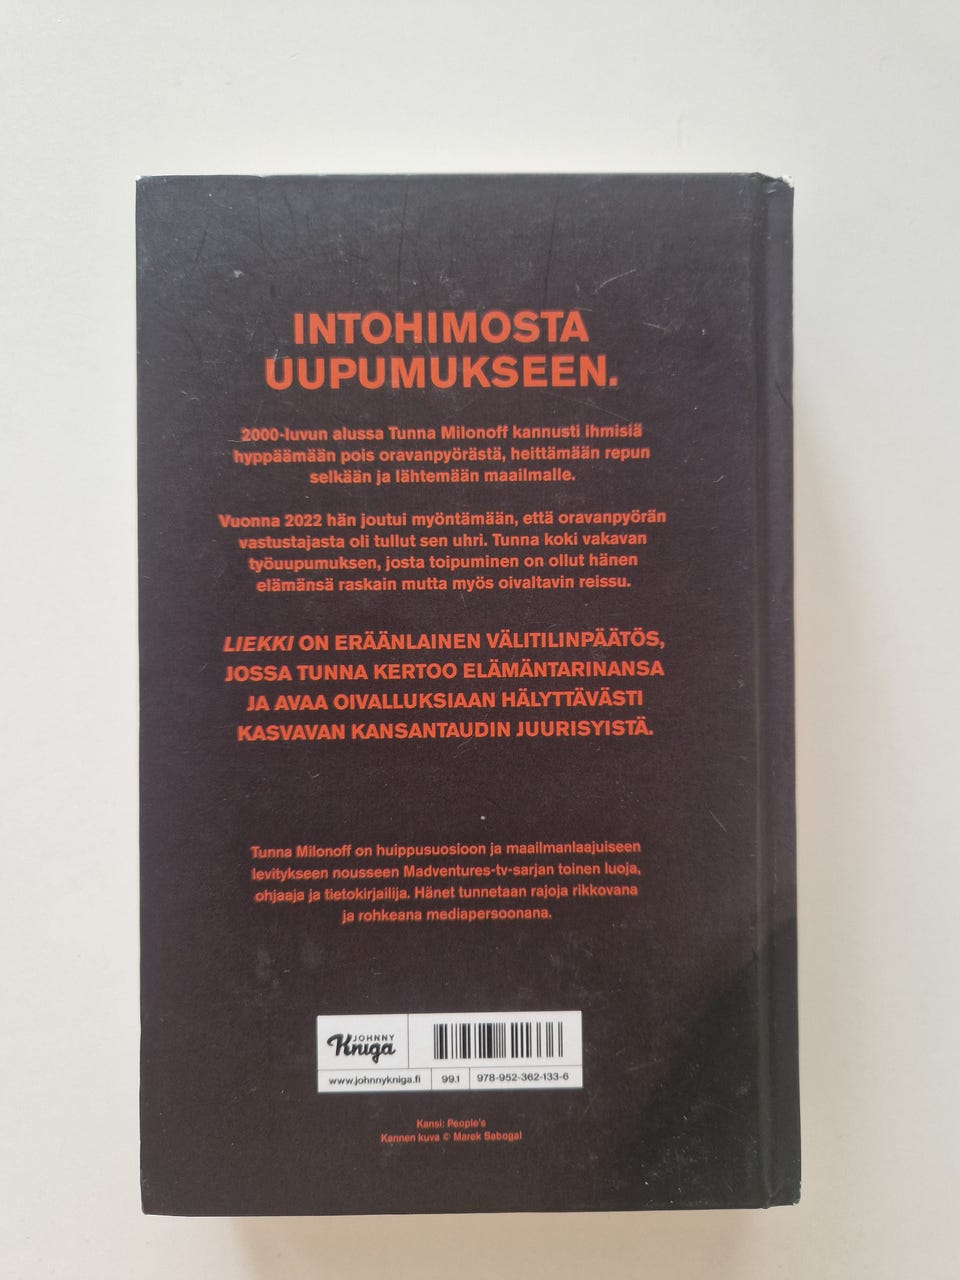 INTOHIMOSTA
UUPUMUKSEEN.
2000-luvun alussa Tunna Milonoff kannusti ihmisiä
hyppäämään pois oravanpyörästä, heittämään repun
selkään ja lähtemään maailmalle.
Vuonna 2022 hän joutui myöntämään, että oravanpyörän
vastustajasta oli tullut sen uhri. Tunna koki vakavan
työuupumuksen, josta toipuminen on ollut hänen
elämänsä raskain mutta myös oivaltavin reissu.
LIEKKI ON ERÄÄNLAINEN VÄLITILINPÄÄTÖS,
JOSSA TUNNA KERTOO ELÄMÄNTARINANSA
JA AVAA OIVALLUKSIAAN HÄLYTTÄVÄSTI
KASVAVAN KANSANTAUDIN JUURISYISTÄ.
Tunna Milonoff on huippusuosioon ja maailmanlaajuiseen
levitykseen nousseen Madventures-tv-sarjan toinen luoja,
ohjaaja ja tietokirjailija. Hänet tunnetaan rajoja rikkovana
ja rohkeana mediapersoonana.
JOHNNY
Kniga
www.johnnykniga.fi 99.1 978-952-362-133-6
Kansi: People's
Kannen kuva © Marek Sabogal